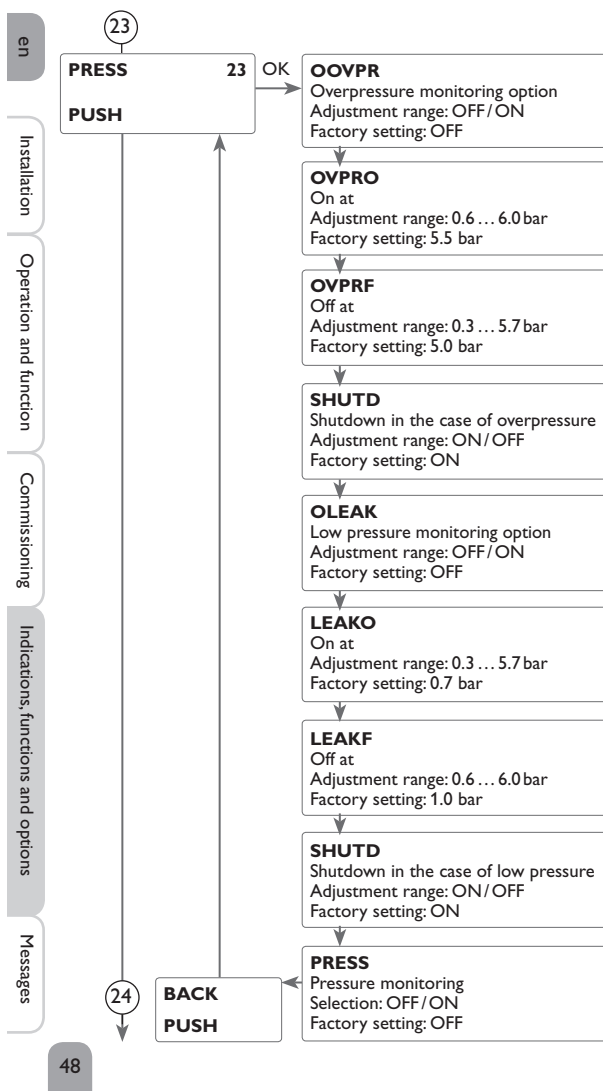 en
Installation
Operation and function
Commissioning
Indications, functions and options
Messages
48
23
PRESS 23
PUSH
OK
OOVPR
Overpressure monitoring option
Adjustment range: OFF/ON
Factory setting: OFF
OVPRO
On at
Adjustment range: 0.6 … 6.0 bar
Factory setting: 5.5 bar
OVPRF
Off at
Adjustment range: 0.3 … 5.7 bar
Factory setting: 5.0 bar
SHUTD
Shutdown in the case of overpressure
Adjustment range: ON/OFF
Factory setting: ON
OLEAK
Low pressure monitoring option
Adjustment range: OFF/ON
Factory setting: OFF
LEAKO
On at
Adjustment range: 0.3 … 5.7 bar
Factory setting: 0.7 bar
LEAKF
Off at
Adjustment range: 0.6 … 6.0 bar
Factory setting: 1.0 bar
SHUTD
Shutdown in the case of low pressure
Adjustment range: ON/OFF
Factory setting: ON
PRESS
Pressure monitoring
Selection: OFF/ON
Factory setting: OFF
BACK
PUSH
24